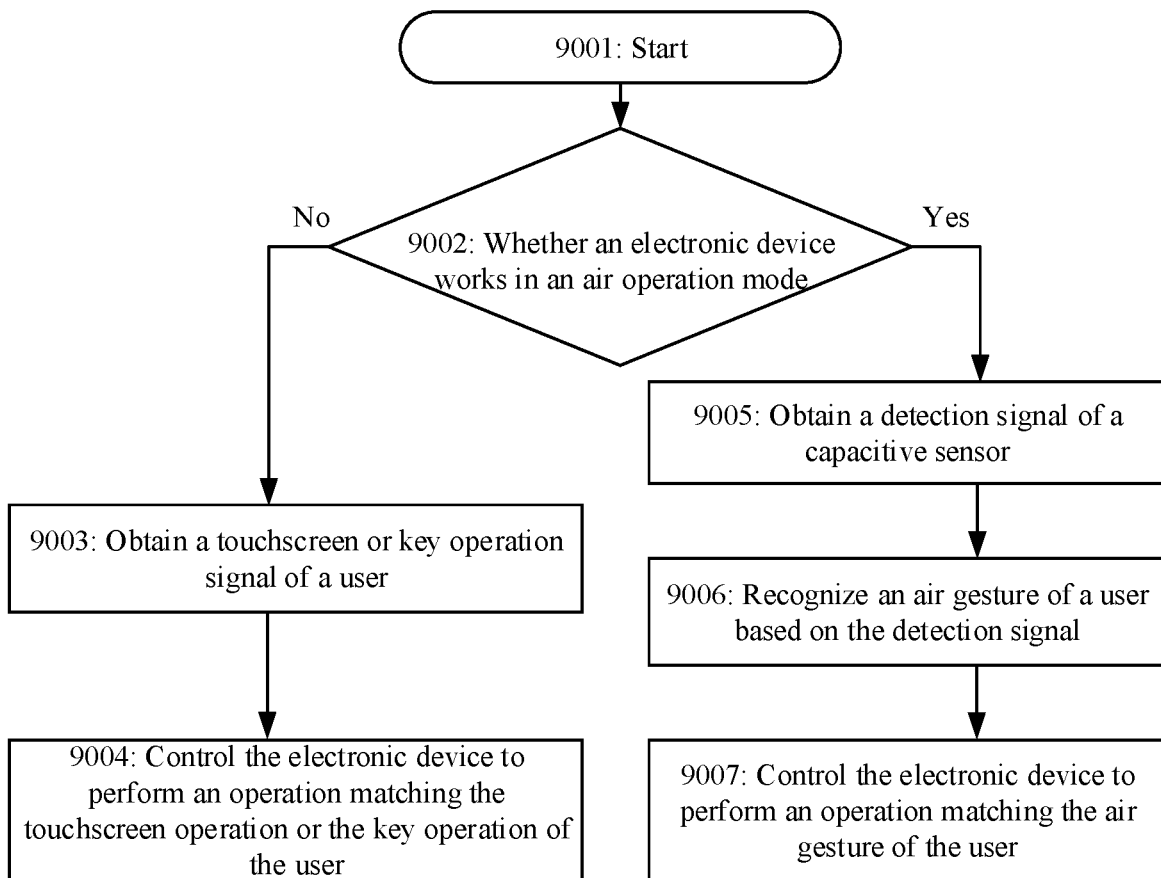 9001: Start
No
Yes
9002: Whether an electronic device
works in an air operation mode
9005: Obtain a detection signal of a
capacitive sensor
9003: Obtain a touchscreen or key operation
signal of a user
9006: Recognize an air gesture of a user
based on the detection signal
9004: Control the electronic device to
perform an operation matching the
touchscreen operation or the key operation of
the user
9007: Control the electronic device to
perform an operation matching the air
gesture of the user